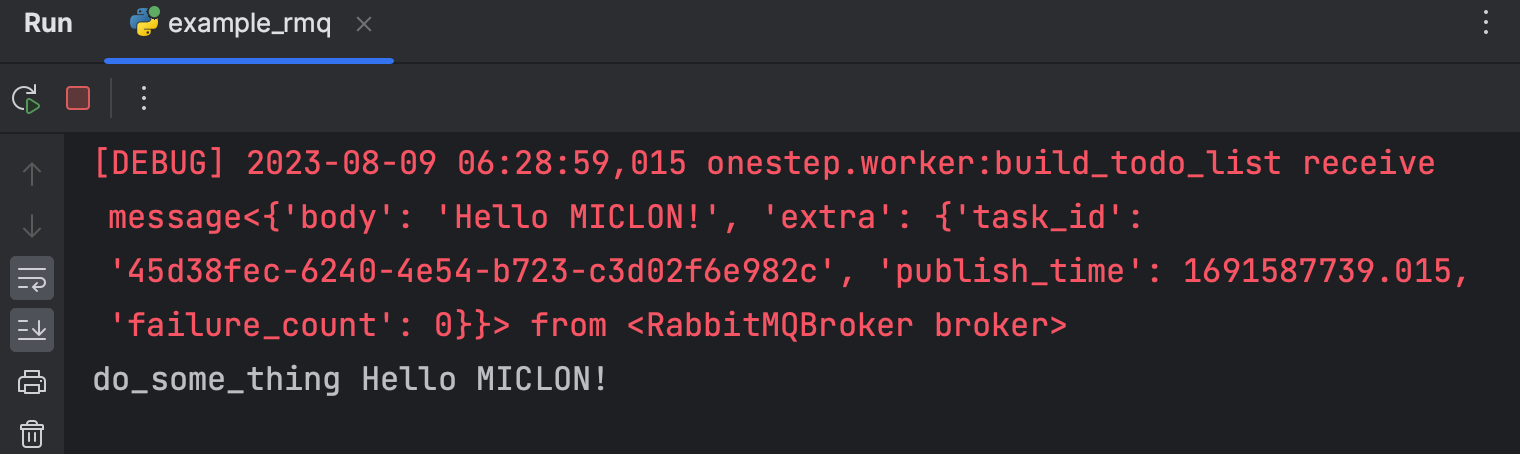 Run example_rmq
[DEBUG] 2023-08-09 06:28:59,015 onestep.worker:build_todo_list receive
message<{'body': 'Hello MICLON!', 'extra': {'task_id':
'45d38fec-6240-4e54-b723-c3d02f6e982c', 'publish_time': 1691587739.015,
'failure_count': 0}}> from <RabbitMQBroker broker>
do_some_thing Hello MICLON!